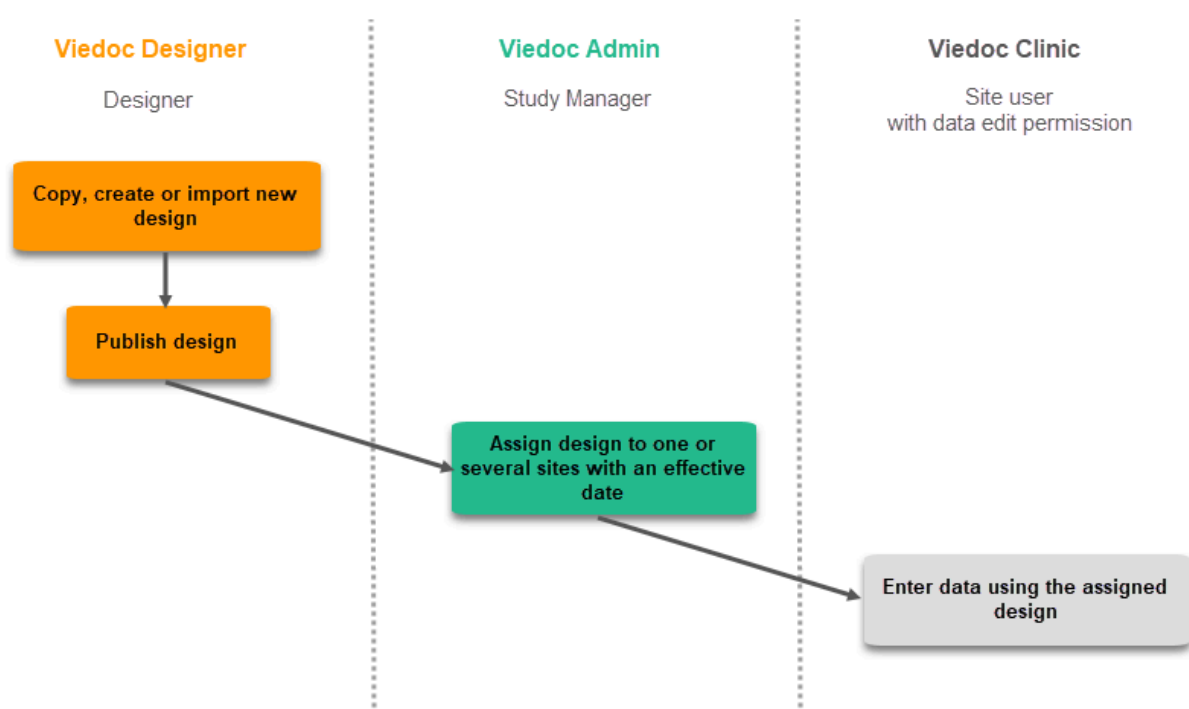 Viedoc Designer
Viedoc Admin
Viedoc Clinic
Designer
Study Manager
Site user
with data edit permission
Copy, create or import new
design
Publish design
Assign design to one or
several sites with an effective
date
Enter data using the assigned
design